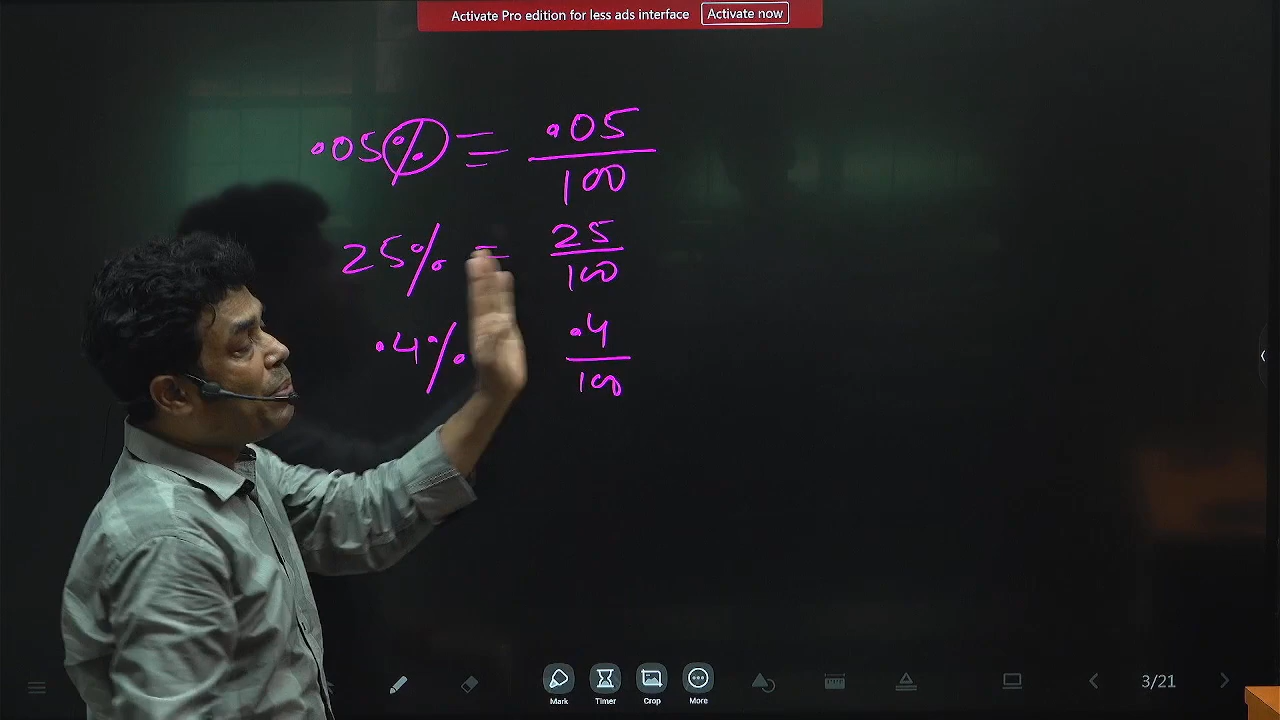 Activate Pro edition for less ads interface Activate now
.05% = .05/100
25% = 25/100
.4% .4/100
Mark Timer Crop More
3/21